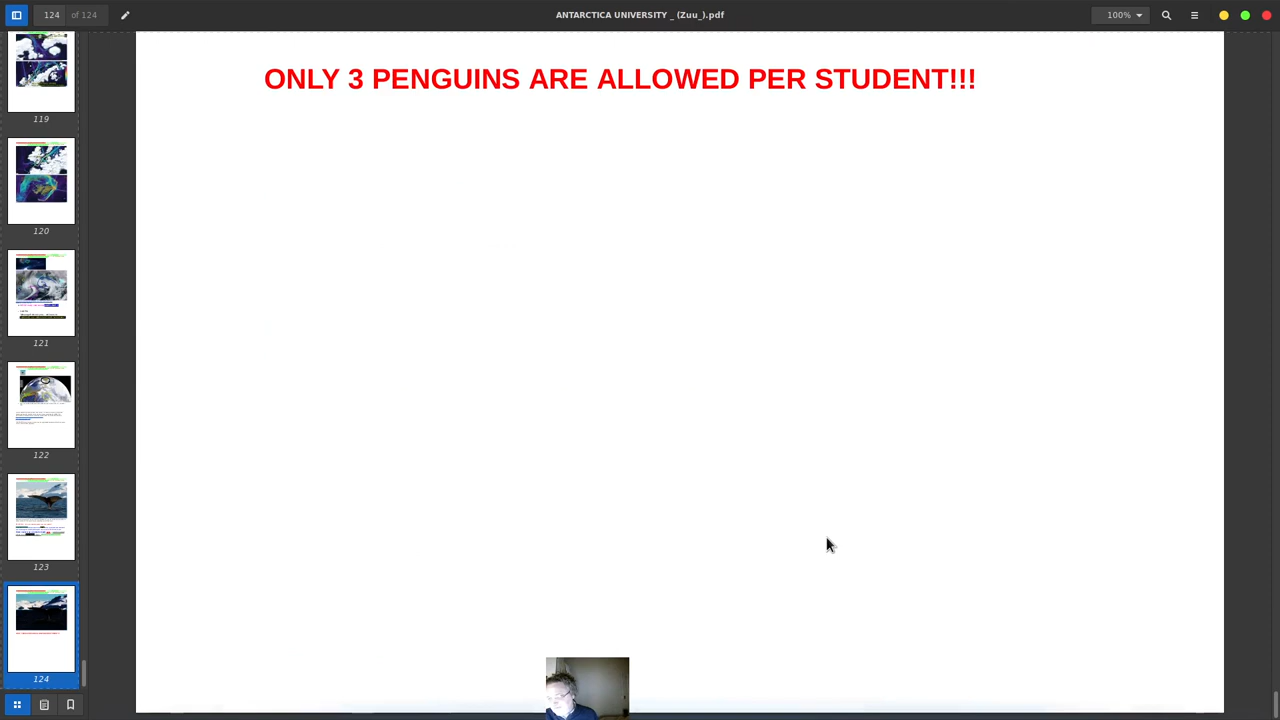 124 of 124
ANTARCTICA UNIVERSITY _ (Zuu_).pdf
100%
ONLY 3 PENGUINS ARE ALLOWED PER STUDENT!!!
119
120
121
122
123
124